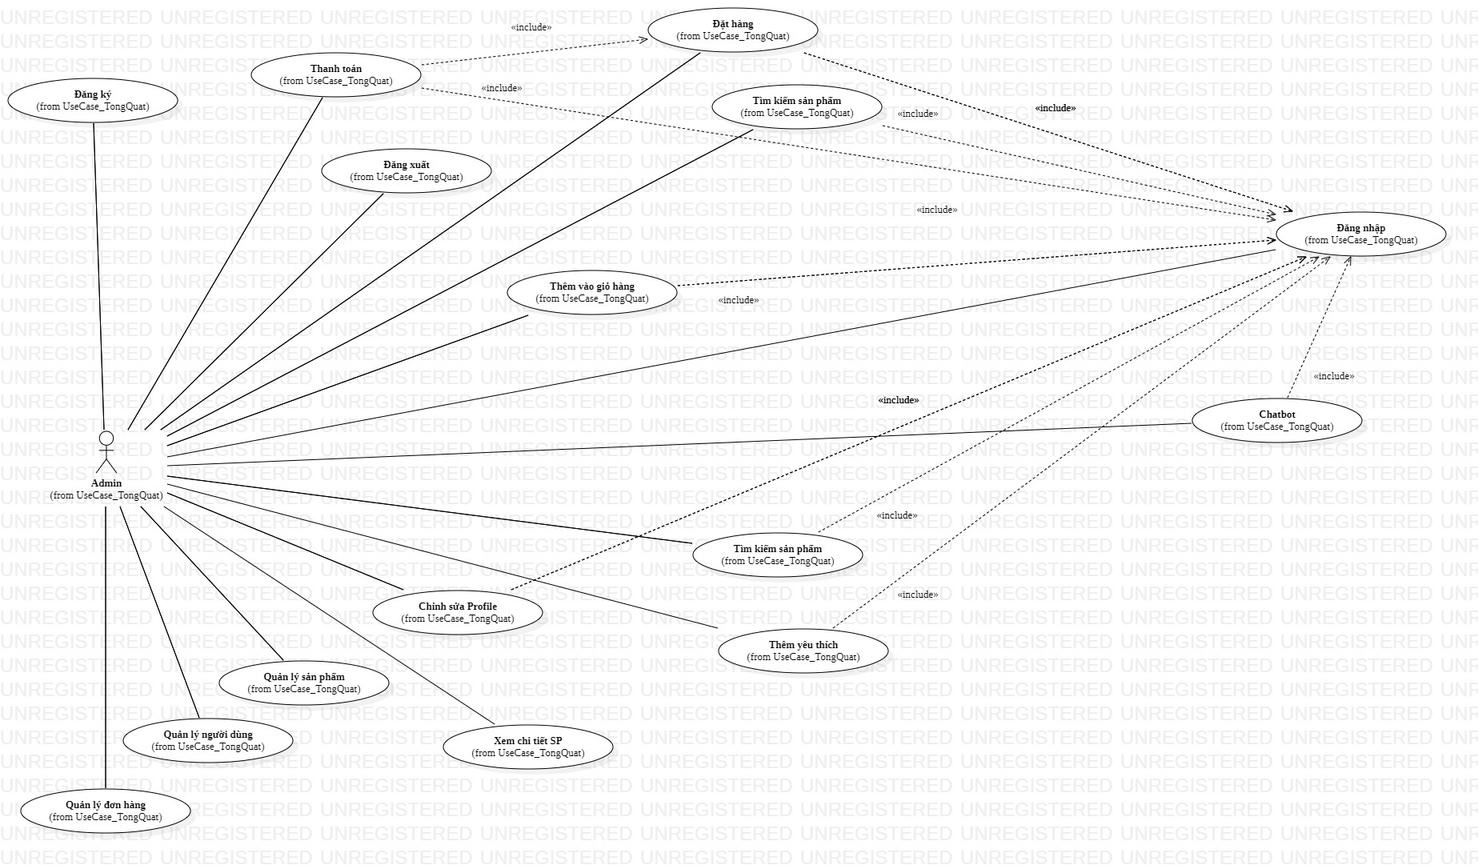 Đặt hàng
(from UseCase_TongQuat)
«include»
Thanh toán
(from UseCase_TongQuat)
«include»
Đăng ký
(from UseCase_TongQuat)
Tìm kiếm sản phẩm
(from UseCase_TongQuat)
«include»
«include»
Đăng xuất
(from UseCase_TongQuat)
«include»
Đăng nhập
(from UseCase_TongQuat)
Thêm vào giỏ hàng
(from UseCase_TongQuat)
«include»
«include»
«include»
Chatbot
(from UseCase_TongQuat)
Admin
(from UseCase_TongQuat)
«include»
Tìm kiếm sản phẩm
(from UseCase_TongQuat)
«include»
Chỉnh sửa Profile
(from UseCase_TongQuat)
Thêm yêu thích
(from UseCase_TongQuat)
Quản lý sản phẩm
(from UseCase_TongQuat)
Quản lý người dùng
(from UseCase_TongQuat)
Xem chi tiết SP
(from UseCase_TongQuat)
Quản lý đơn hàng
(from UseCase_TongQuat)
UNREGISTERED